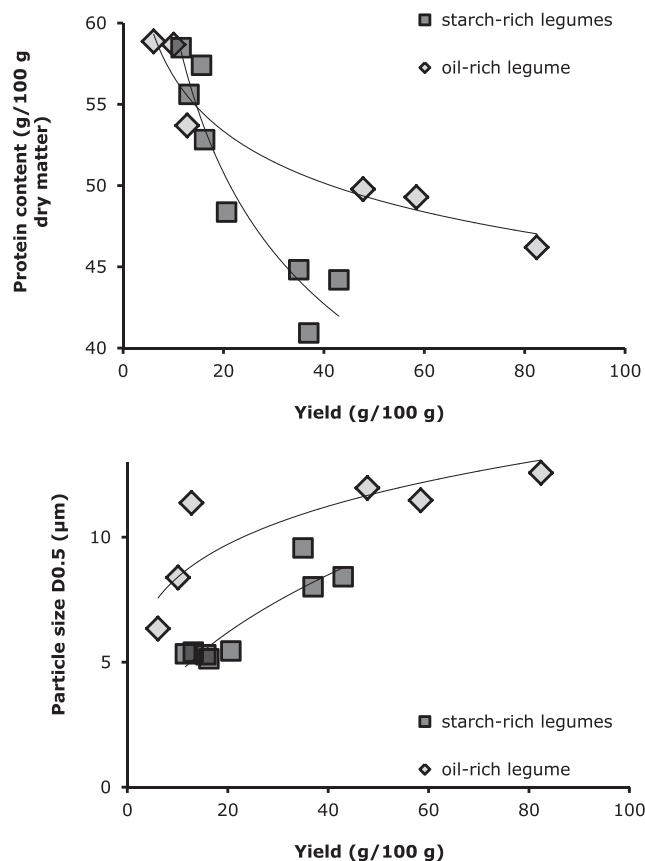 60
55
50
45
40
Protein content (g/100 g
dry matter)
starch-rich legumes
oil-rich legume
0 20 40 60 80 100
Yield (g/100 g)
10
5
0
Particle size D0.5 (µm)
starch-rich legumes
oil-rich legume
0 20 40 60 80 100
Yield (g/100 g)